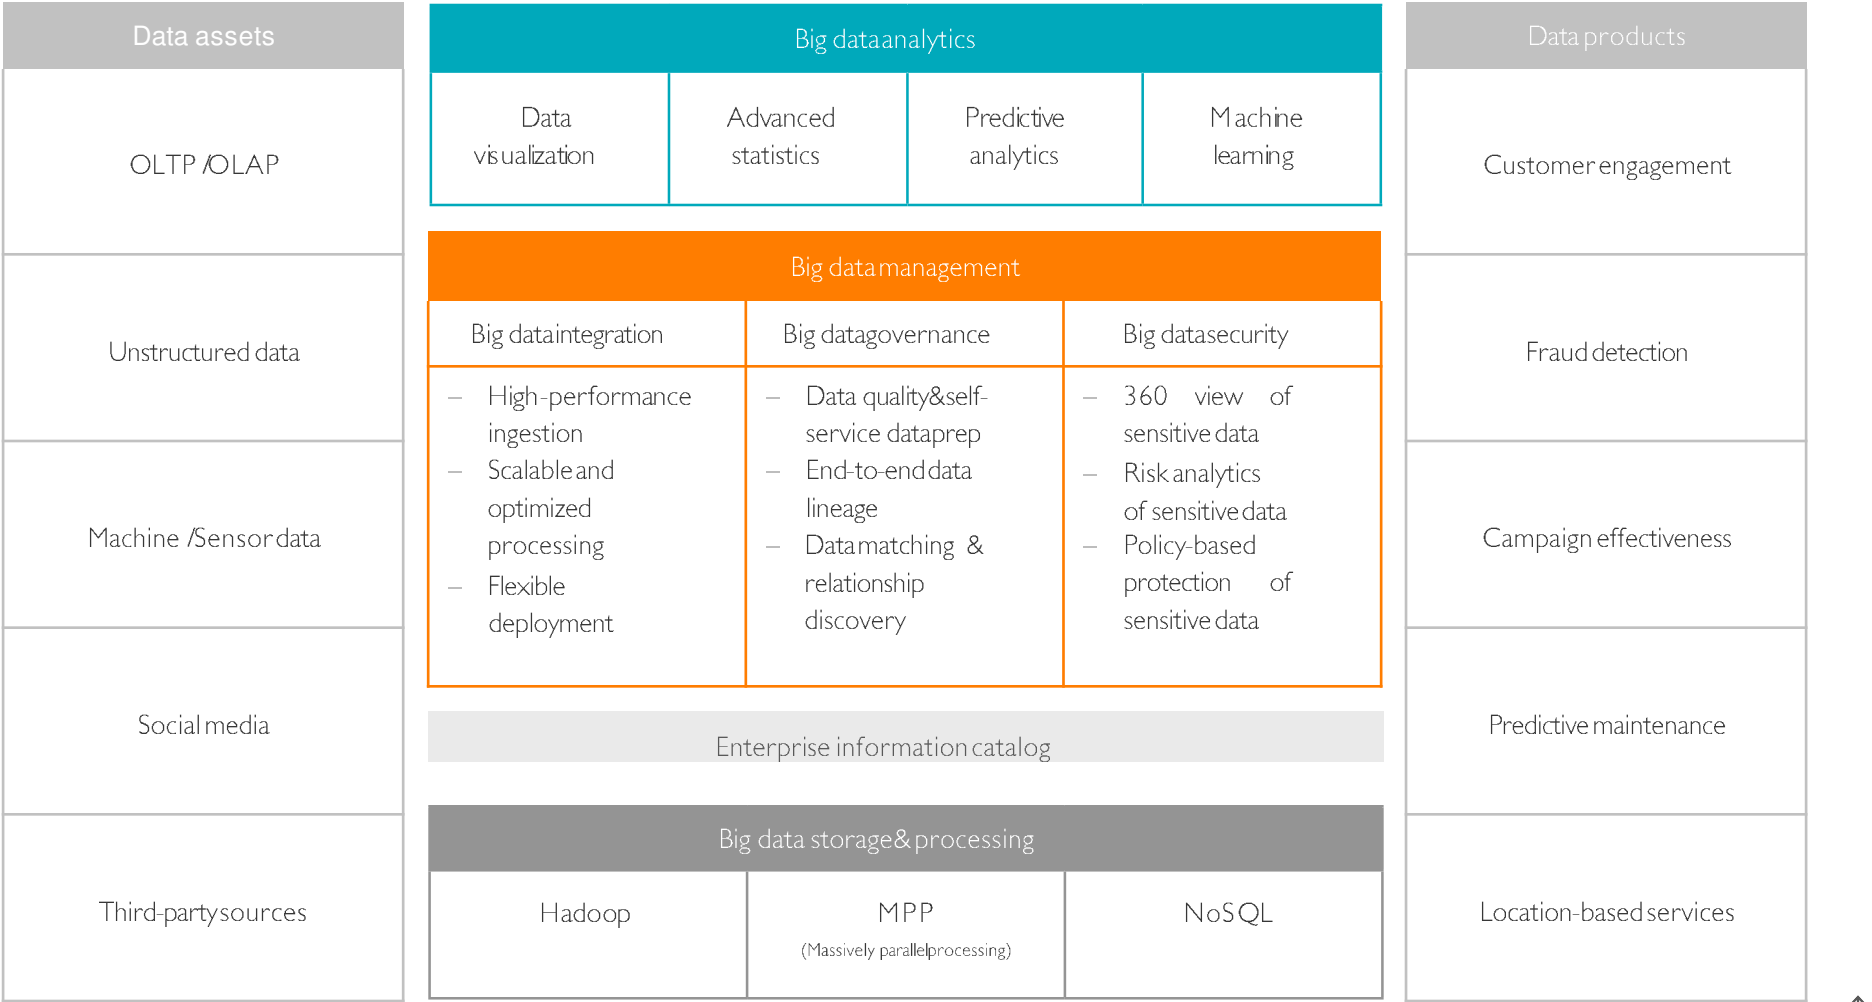 Data assets
OLTP /OLAP
Unstructured data
Machine /Sensor data
Social media
Third-party sources
Big data analytics
Data
visualization
Advanced
statistics
Predictive
analytics
Machine
learning
Big data management
Big data integration
– High-performance
ingestion
– Scalable and
optimized
processing
– Flexible
deployment
Big data governance
– Data quality & self-
service data prep
– End-to-end data
lineage
– Data matching &
relationship
discovery
Big data security
– 360 view of
sensitive data
– Risk analytics
of sensitive data
– Policy-based
protection of
sensitive data
Enterprise information catalog
Big data storage & processing
Hadoop
MPP
(Massively parallel processing)
NoSQL
Data products
Customer engagement
Fraud detection
Campaign effectiveness
Predictive maintenance
Location-based services